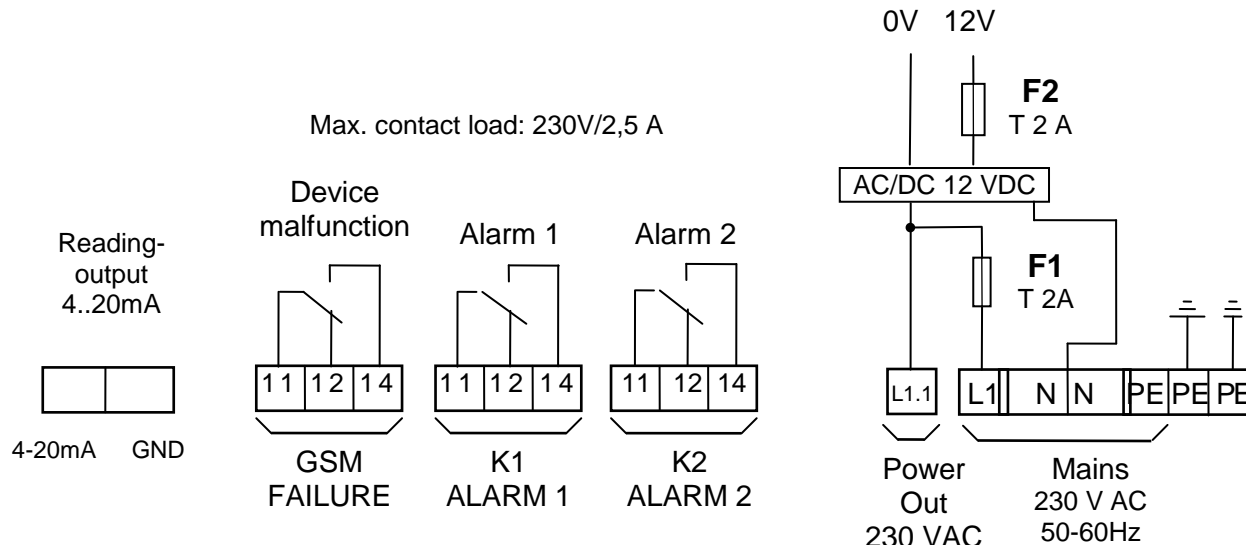 0V 12V
F2
T 2 A
Max. contact load: 230V/2,5 A
AC/DC 12 VDC
Device
malfunction
Alarm 1
Alarm 2
Reading-
output
4..20mA
F1
T 2A
11 12 14
11 12 14
11 12 14
L1.1
L1 N N PE PE PE
4-20mA GND
GSM
FAILURE
K1
ALARM 1
K2
ALARM 2
Power
Out
230 VAC
Mains
230 V AC
50-60Hz